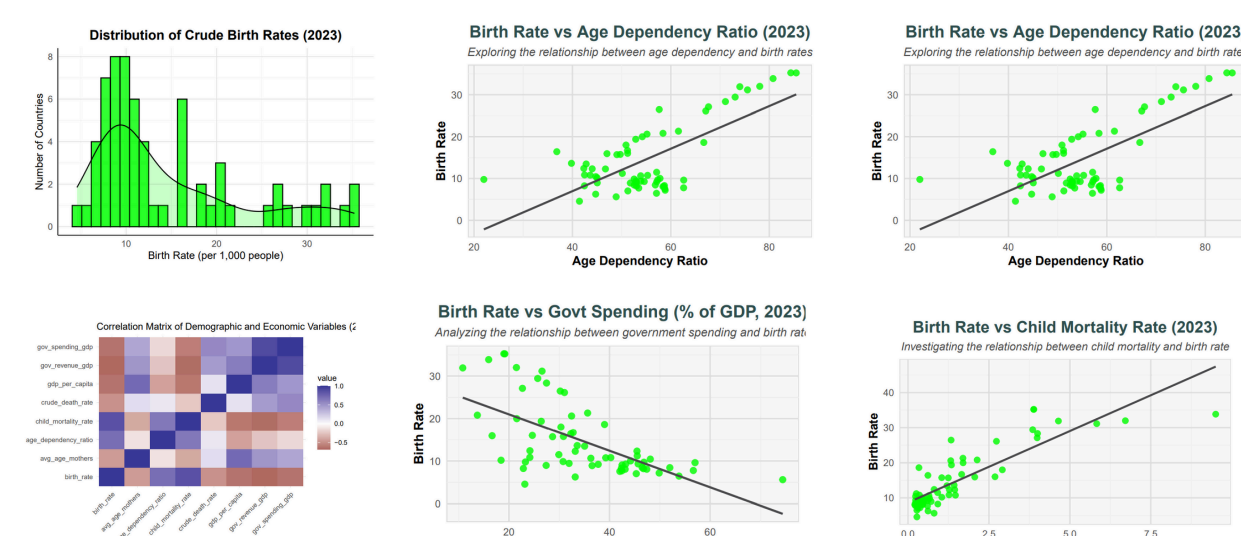 Distribution of Crude Birth Rates (2023)
Number of Countries
8
6
4
2
0
10
20
30
Birth Rate (per 1,000 people)
Birth Rate vs Age Dependency Ratio (2023)
Exploring the relationship between age dependency and birth rates
Birth Rate
30
20
10
0
20
40
60
80
Age Dependency Ratio
Birth Rate vs Age Dependency Ratio (2023
Exploring the relationship between age dependency and birth rate
Birth Rate
30
20
10
0
20
40
60
80
Age Dependency Ratio
Correlation Matrix of Demographic and Economic Variables (2
gov_spending_gdp
gov_revenue_gdp
gdp_per_capita
crude_death_rate
child_mortality_rate
age_dependency_ratio
avg_age_mothers
birth_rate
birth_rate
avg_age_mothers
e_dependency_ratio
child_mortality_rate
crude_death_rate
gdp_per_capita
gov_revenue_gdp
gov_spending_gdp
value
1.0
0.5
0.0
−0.5
Birth Rate vs Govt Spending (% of GDP, 2023)
Analyzing the relationship between government spending and birth rate
Birth Rate
30
20
10
0
20
40
60
Birth Rate vs Child Mortality Rate (2023)
Investigating the relationship between child mortality and birth rate
Birth Rate
40
30
20
10
0.0
2.5
5.0
7.5